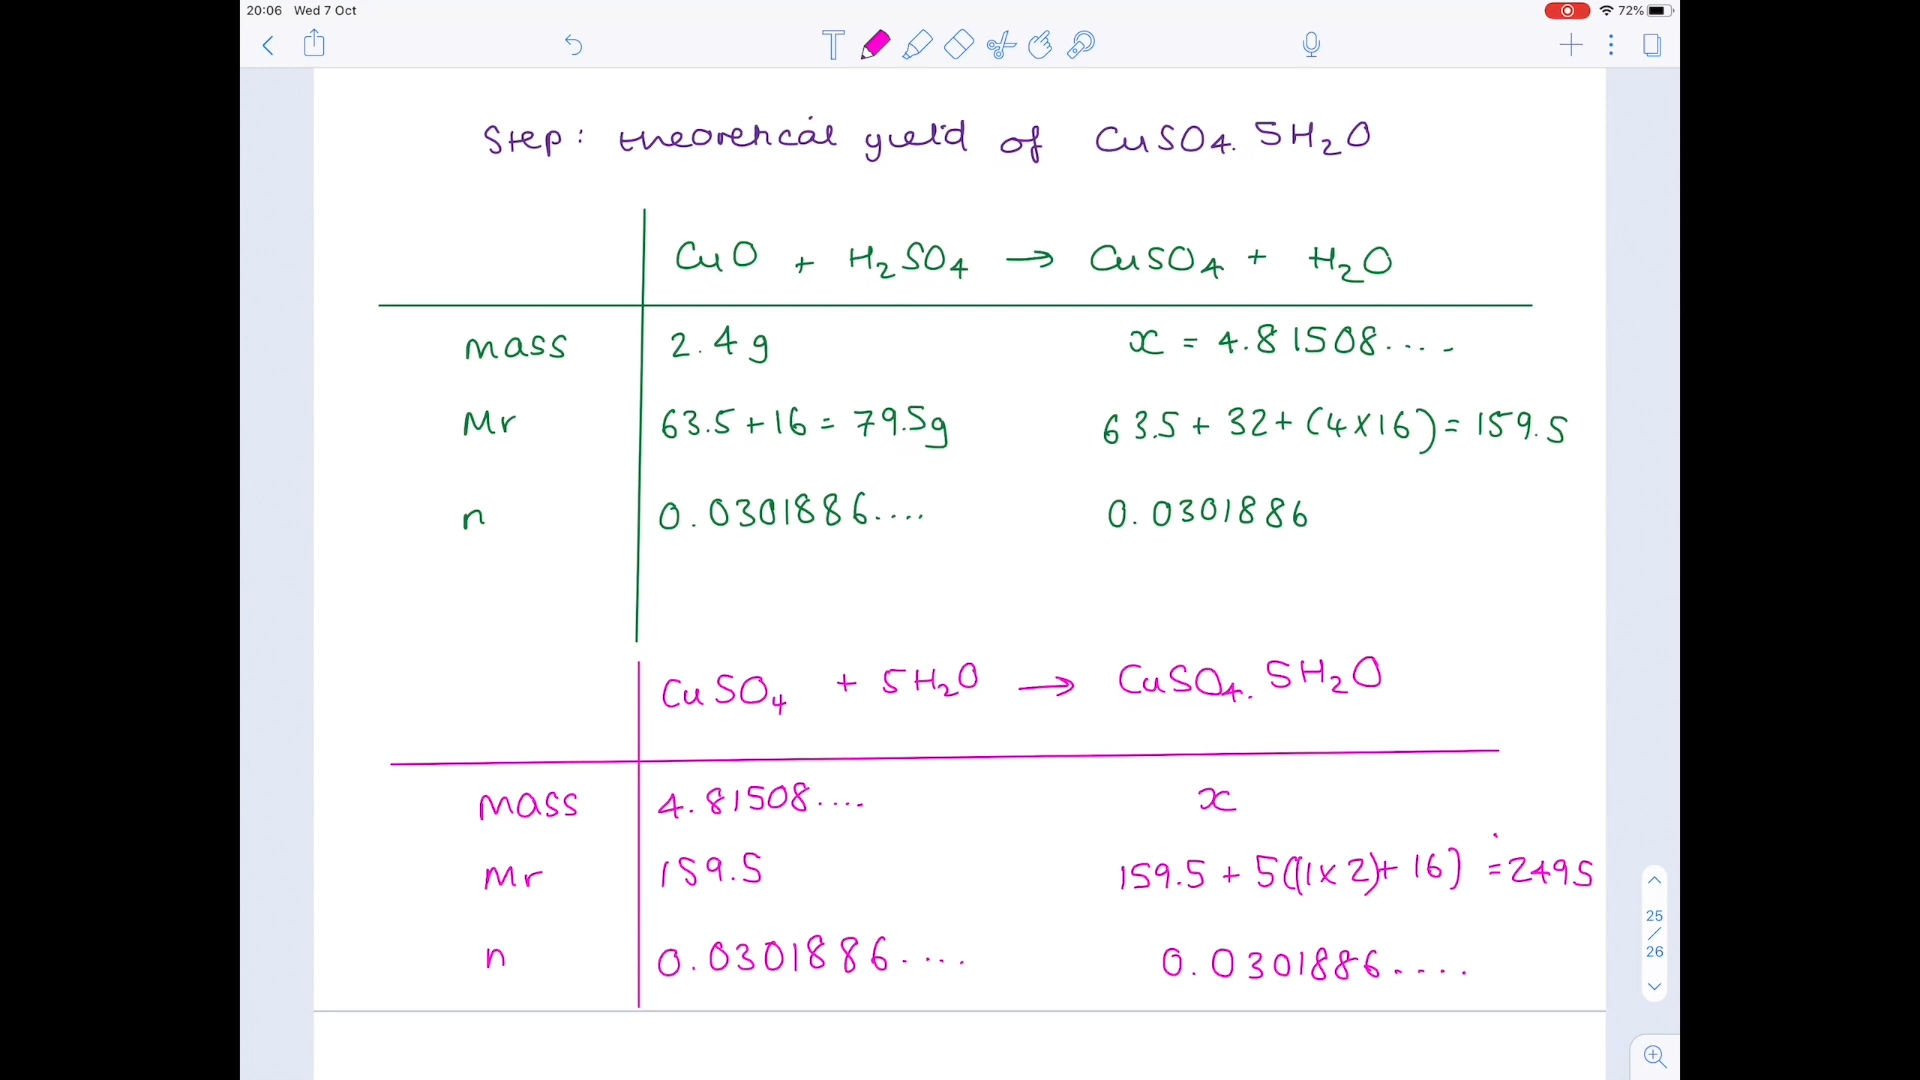 20:06 Wed 7 Oct
72%
T
Step: theoretical yield of CuSO4.5H2O
CuO + H2SO4 → CuSO4 + H2O
mass 2.4g x = 4.81508....
Mr 63.5+16 = 79.5g 63.5 + 32+ (4x16) = 159.5
n 0.0301886.... 0.0301886
CuSO4 + 5H2O → CuSO4.5H2O
mass 4.81508.... x
Mr 159.5 159.5 + 5((1x2)+ 16) = 249.5
n 0.0301886.... 0.0301886....
25
/
26